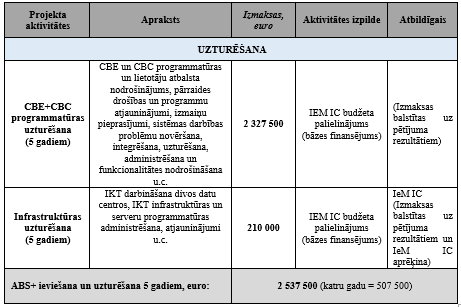 Projekta
aktivitātes
Apraksts
Izmaksas,
euro
Aktivitātes izpilde
Atbildīgais
UZTURĒŠANA
CBE+CBC
programmatūras
uzturēšana
(5 gadiem)
CBE un CBC programmatūras
un lietotāju atbalsta
nodrošinājums, pārraides
drošības un programmu
atjauninājumi, izmaiņu
pieprasījumi, sistēmas darbības
problēmu novēršana,
integrēšana, uzturēšana,
administrēšana un
funkcionalitātes nodrošināšana
u.c.
2 327 500
IEM IC budžeta
palielinājums
(bāzes finansējums)
(Izmaksas
balstītas uz
pētījuma
rezultātiem)
Infrastruktūras
uzturēšana
(5 gadiem)
IKT darbināšana divos datu
centros, IKT infrastruktūras un
serveru programmatūras
administrēšana, atjauninājumi
u.c.
210 000
IEM IC budžeta
palielinājums
(bāzes finansējums)
IeM IC
(Izmaksas
balstītas uz
pētījuma
rezultātiem un
IeM IC
aprēķina)
ABS+ ieviešana un uzturēšana 5 gadiem, euro:
2 537 500 (katru gadu = 507 500)